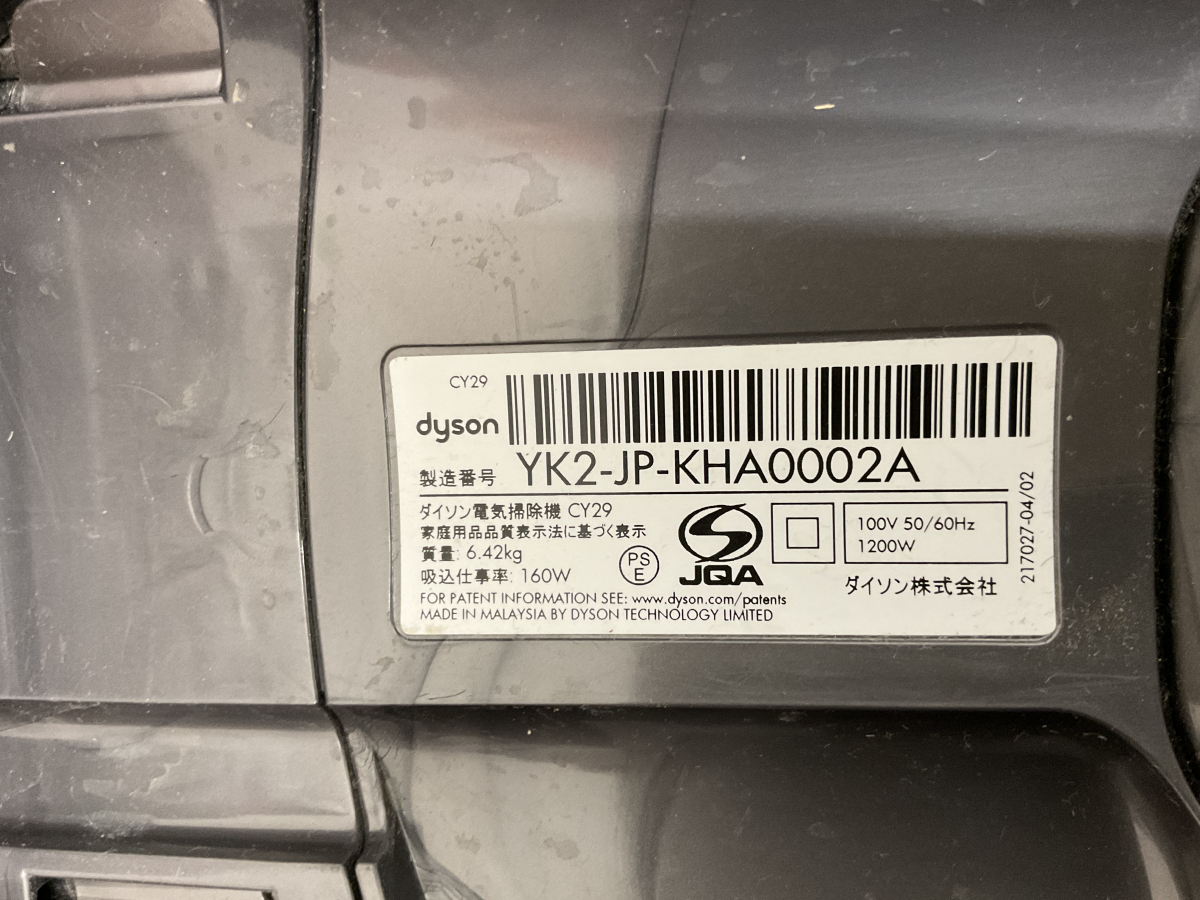 CY29
dyson
製造番号 YK2-JP-KHA0002A
ダイソン電気掃除機 CY29
家庭用品品質表示法に基づく表示
質量: 6.42kg
吸込仕事率: 160W
PS
E
JQA
100V 50/60Hz
1200W
ダイソン株式会社
FOR PATENT INFORMATION SEE: www.dyson.com/patents
MADE IN MALAYSIA BY DYSON TECHNOLOGY LIMITED
217027-04/02